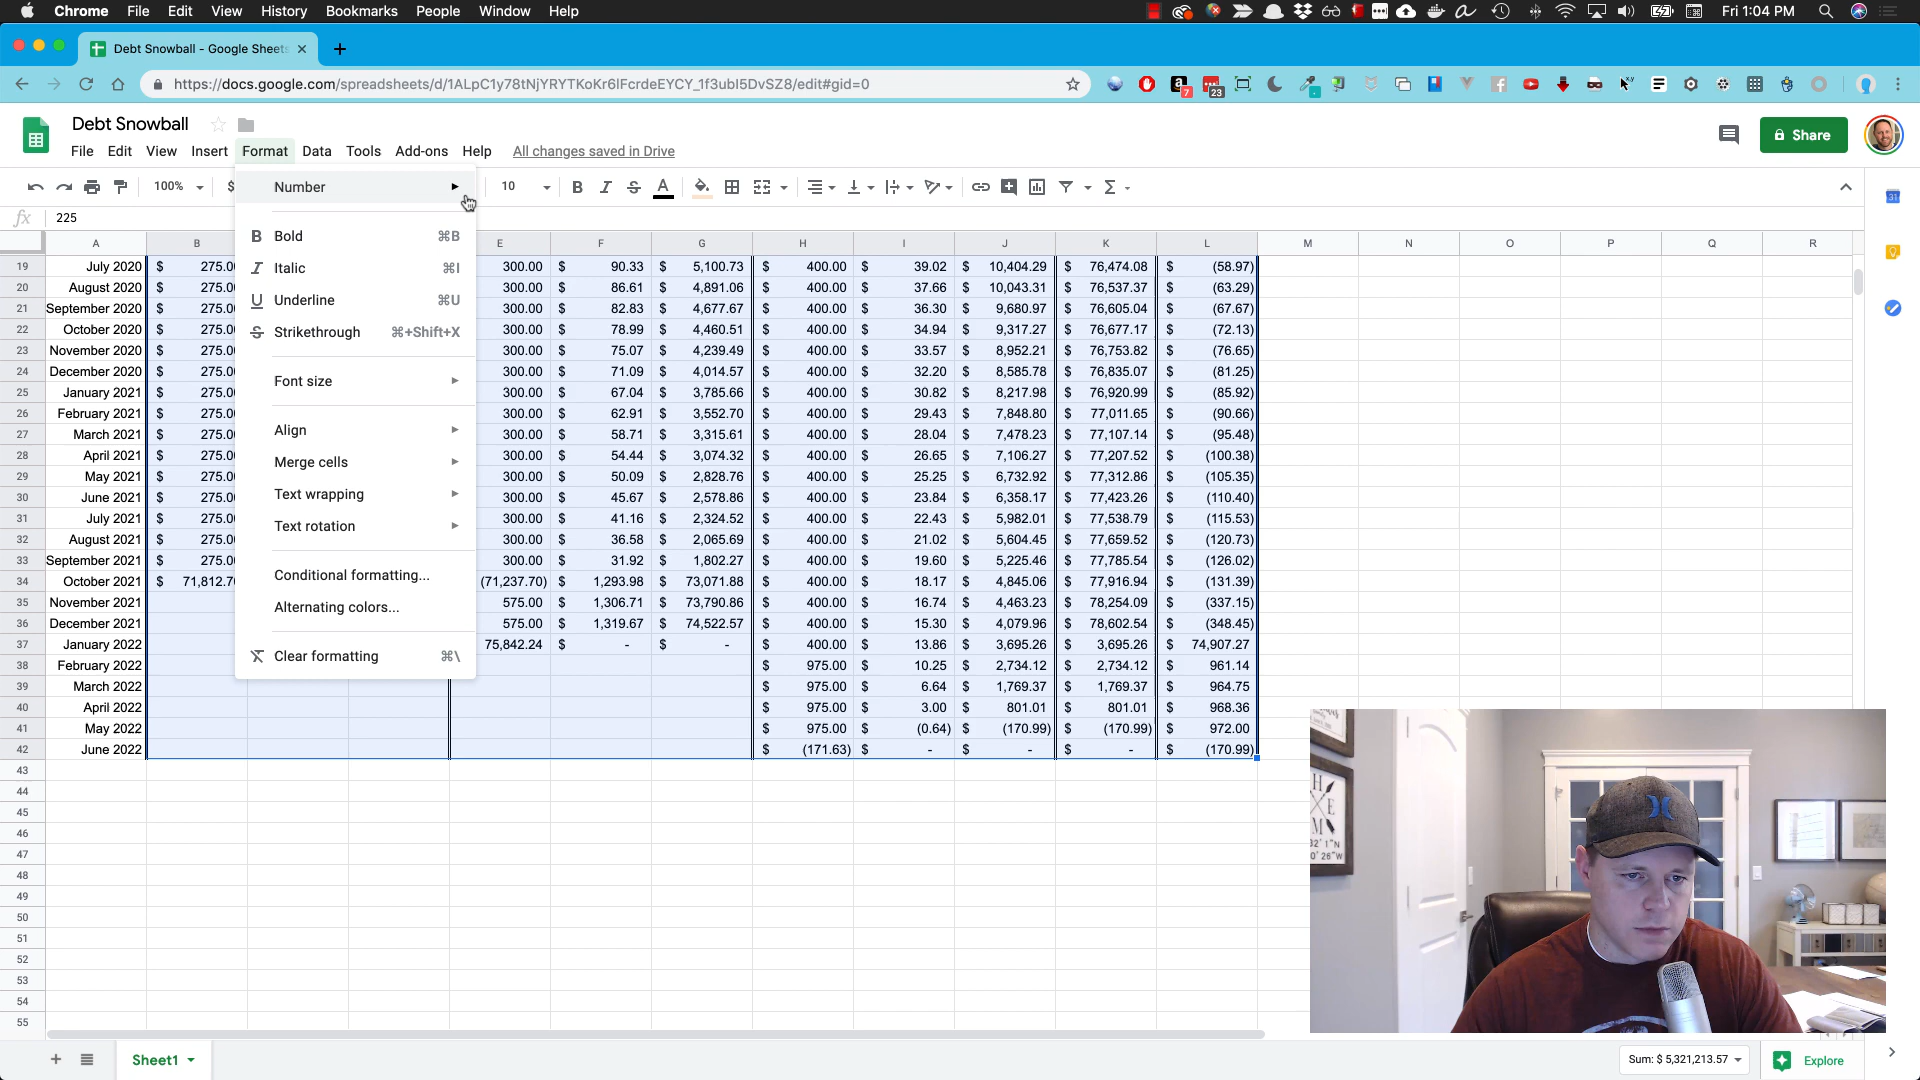 Chrome File Edit View History Bookmarks People Window Help Fri 1:04 PM
Debt Snowball - Google Sheets
https://docs.google.com/spreadsheets/d/1ALpC1y78tNjYRYTKoKr6lFcrdeEYCY_1f3ubI5DvSZ8/edit#gid=0 7 23
Debt Snowball
Share
File Edit View Insert Format Data Tools Add-ons Help All changes saved in Drive
100% $ Number 10 B I S A
fx 225
A B E F G H I J K L M N O P Q R
B Bold ⌘B
I Italic ⌘I
U Underline ⌘U
S Strikethrough ⌘+Shift+X
Font size
Align
Merge cells
Text wrapping
Text rotation
Conditional formatting...
Alternating colors...
Clear formatting ⌘\
19 July 2020 $ 275.0 300.00 $ 90.33 $ 5,100.73 $ 400.00 $ 39.02 $ 10,404.29 $ 76,474.08 $ (58.97)
20 August 2020 $ 275.0 300.00 $ 86.61 $ 4,891.06 $ 400.00 $ 37.66 $ 10,043.31 $ 76,537.37 $ (63.29)
21 September 2020 $ 275.0 300.00 $ 82.83 $ 4,677.67 $ 400.00 $ 36.30 $ 9,680.97 $ 76,605.04 $ (67.67)
22 October 2020 $ 275.0 300.00 $ 78.99 $ 4,460.51 $ 400.00 $ 34.94 $ 9,317.27 $ 76,677.17 $ (72.13)
23 November 2020 $ 275.0 300.00 $ 75.07 $ 4,239.49 $ 400.00 $ 33.57 $ 8,952.21 $ 76,753.82 $ (76.65)
24 December 2020 $ 275.0 300.00 $ 71.09 $ 4,014.57 $ 400.00 $ 32.20 $ 8,585.78 $ 76,835.07 $ (81.25)
25 January 2021 $ 275.0 300.00 $ 67.04 $ 3,785.66 $ 400.00 $ 30.82 $ 8,217.98 $ 76,920.99 $ (85.92)
26 February 2021 $ 275.0 300.00 $ 62.91 $ 3,552.70 $ 400.00 $ 29.43 $ 7,848.80 $ 77,011.65 $ (90.66)
27 March 2021 $ 275.0 300.00 $ 58.71 $ 3,315.61 $ 400.00 $ 28.04 $ 7,478.23 $ 77,107.14 $ (95.48)
28 April 2021 $ 275.0 300.00 $ 54.44 $ 3,074.32 $ 400.00 $ 26.65 $ 7,106.27 $ 77,207.52 $ (100.38)
29 May 2021 $ 275.0 300.00 $ 50.09 $ 2,828.76 $ 400.00 $ 25.25 $ 6,732.92 $ 77,312.86 $ (105.35)
30 June 2021 $ 275.0 300.00 $ 45.67 $ 2,578.86 $ 400.00 $ 23.84 $ 6,358.17 $ 77,423.26 $ (110.40)
31 July 2021 $ 275.0 300.00 $ 41.16 $ 2,324.52 $ 400.00 $ 22.43 $ 5,982.01 $ 77,538.79 $ (115.53)
32 August 2021 $ 275.0 300.00 $ 36.58 $ 2,065.69 $ 400.00 $ 21.02 $ 5,604.45 $ 77,659.52 $ (120.73)
33 September 2021 $ 275.0 300.00 $ 31.92 $ 1,802.27 $ 400.00 $ 19.60 $ 5,225.46 $ 77,785.54 $ (126.02)
34 October 2021 $ 71,812.7 (71,237.70) $ 1,293.98 $ 73,071.88 $ 400.00 $ 18.17 $ 4,845.06 $ 77,916.94 $ (131.39)
35 November 2021 575.00 $ 1,306.71 $ 73,790.86 $ 400.00 $ 16.74 $ 4,463.23 $ 78,254.09 $ (337.15)
36 December 2021 575.00 $ 1,319.67 $ 74,522.57 $ 400.00 $ 15.30 $ 4,079.96 $ 78,602.54 $ (348.45)
37 January 2022 75,842.24 $ - $ - $ 400.00 $ 13.86 $ 3,695.26 $ 3,695.26 $ 74,907.27
38 February 2022 $ 975.00 $ 10.25 $ 2,734.12 $ 2,734.12 $ 961.14
39 March 2022 $ 975.00 $ 6.64 $ 1,769.37 $ 1,769.37 $ 964.75
40 April 2022 $ 975.00 $ 3.00 $ 801.01 $ 801.01 $ 968.36
41 May 2022 $ 975.00 $ (0.64) $ (170.99) $ (170.99) $ 972.00
42 June 2022 $ (171.63) $ - $ - $ - $ (170.99)
43
44
45
46
47
48
49
50
51
52
53
54
55
H
E
M
Sheet1 Sum: $ 5,321,213.57 Explore